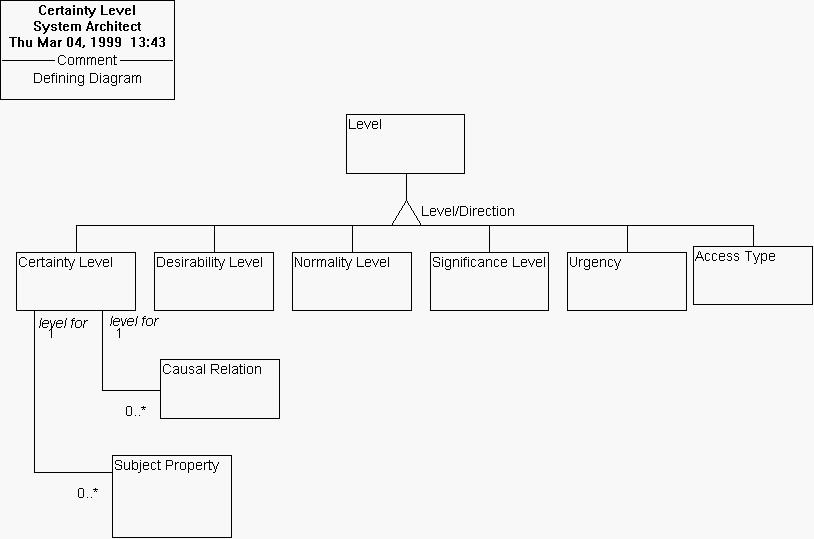 Certainty Level
System Architect
Thu Mar 04, 1999 13:43
Comment
Defining Diagram
Level
Level/Direction
Certainty Level
Desirability Level
Normality Level
Significance Level
Urgency
Access Type
level for
1
level for
1
Causal Relation
0..*
Subject Property
0..*